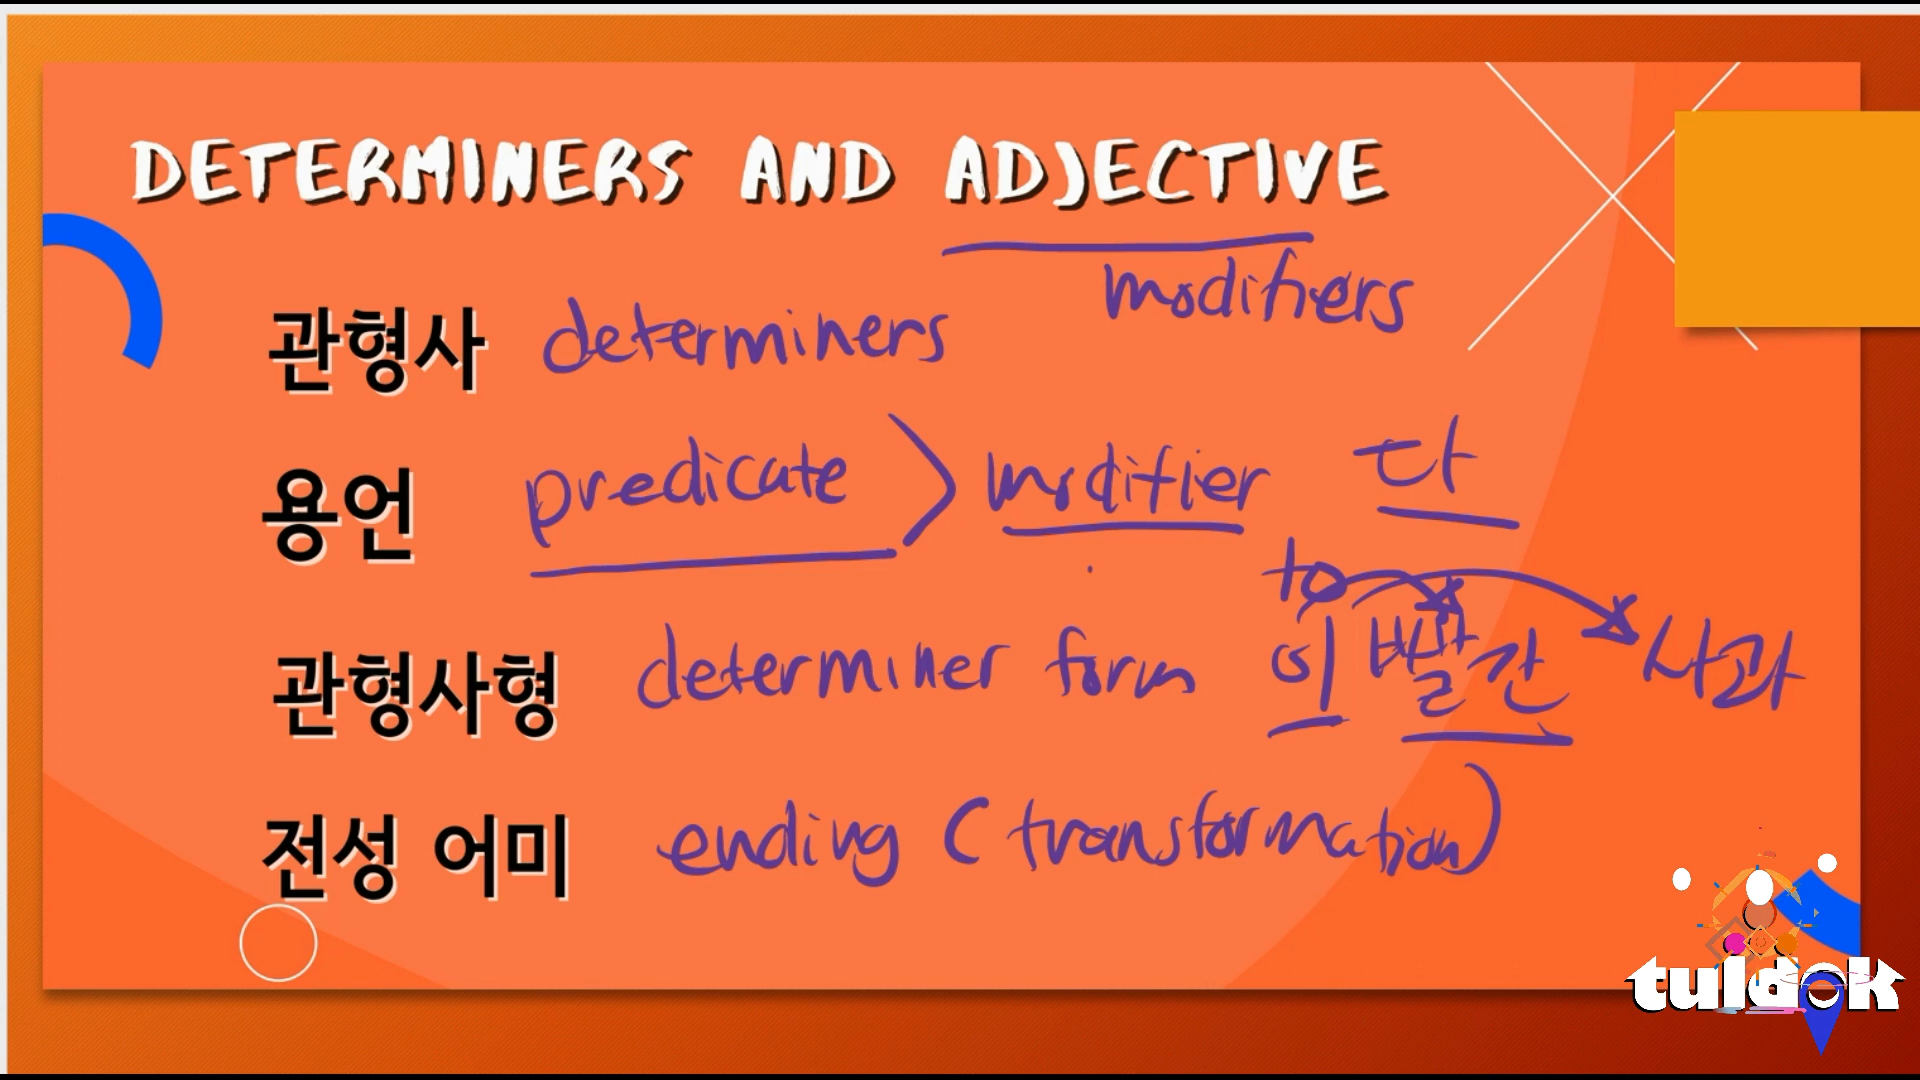 DETERMINERS AND ADJECTIVE
modifiers
관형사 determiners
용언 predicate > modifier 다
to
관형사형 determiner form 이 빨간 사과
전성 어미 ending (transformation)
tuldok